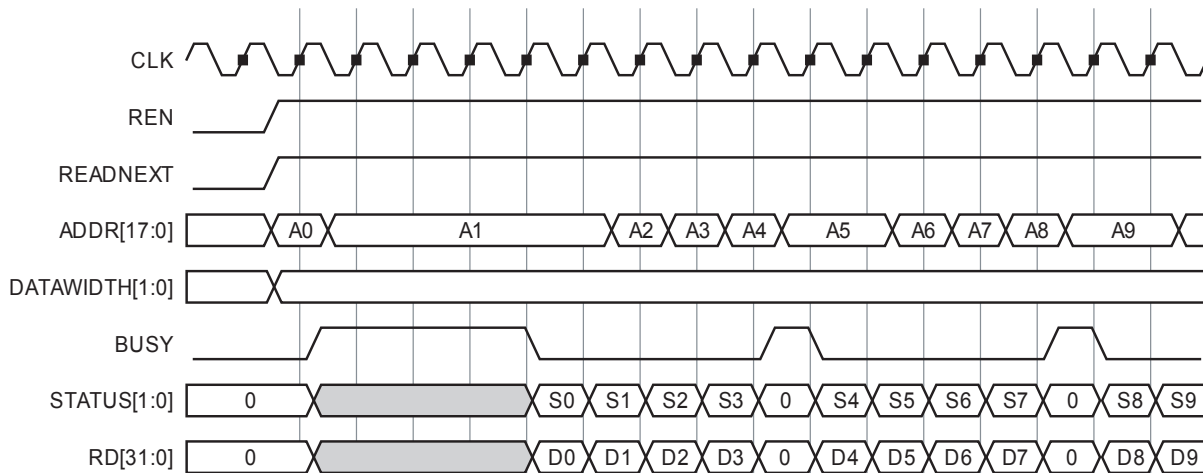 CLK
REN
READNEXT
ADDR[17:0] A0 A1 A2 A3 A4 A5 A6 A7 A8 A9
DATAWIDTH[1:0]
BUSY
STATUS[1:0] 0 S0 S1 S2 S3 0 S4 S5 S6 S7 0 S8 S9
RD[31:0] 0 D0 D1 D2 D3 0 D4 D5 D6 D7 0 D8 D9